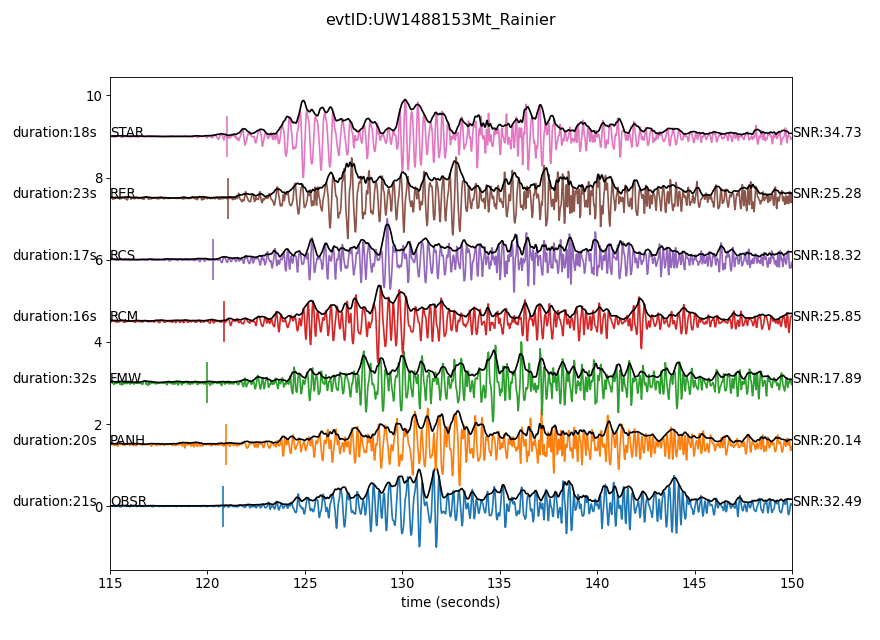 evtID:UW1488153Mt_Rainier
10
duration:18s STAR SNR:34.73
8
duration:23s RER SNR:25.28
duration:17s RCS SNR:18.32
6
duration:16s RCM SNR:25.85
4
duration:32s FMW SNR:17.89
2
duration:20s PANH SNR:20.14
duration:21s OBSR SNR:32.49
0
115 120 125 130 135 140 145 150
time (seconds)